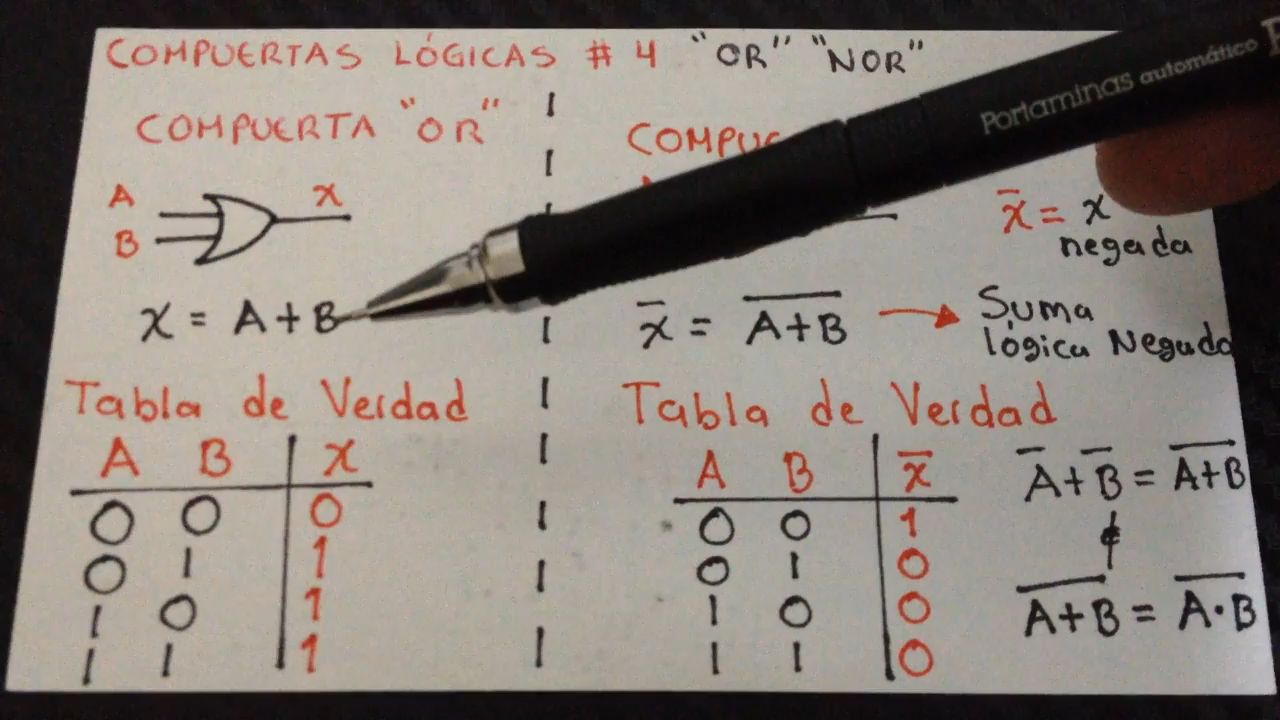 COMPUERTAS LÓGICAS # 4 "OR" "NOR"
COMPUERTA "OR"
A
B
X
X = A + B
Tabla de Verdad
A B X
0 0 0
0 1 1
1 0 1
1 1 1
Portaminas automático
X̅ = X
negada
X̅ = A̅+̅B̅
Suma
lógica Negada
Tabla de Verdad
A B X̅
0 0 1
0 1 0
1 0 0
1 1 0
A̅ + B̅ = A̅+̅B̅
A̅+̅B̅ = A̅·̅B̅